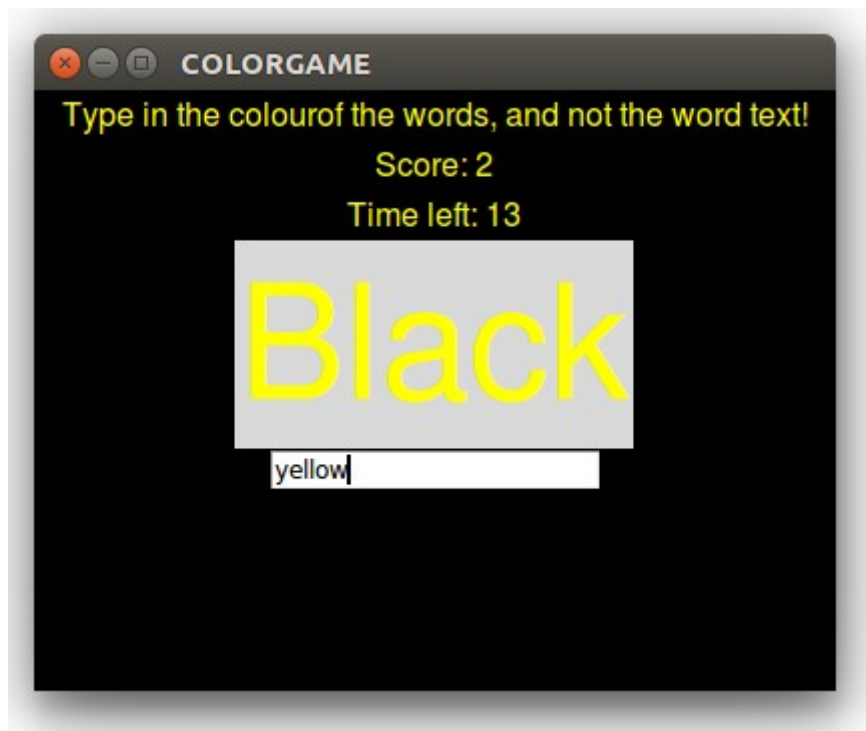 COLORGAME
Type in the colourof the words, and not the word text!
Score: 2
Time left: 13
Black
yellow